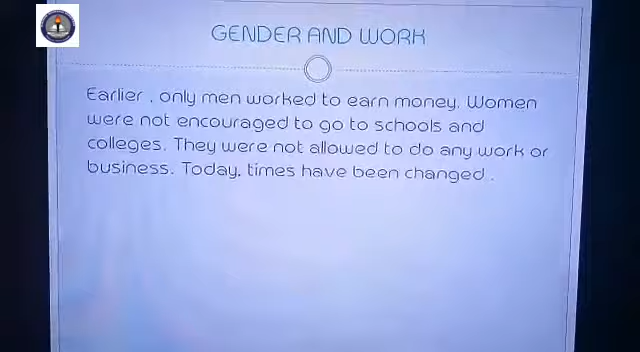 GENDER AND WORK
Earlier , only men worked to earn money. Women
were not encouraged to go to schools and
colleges. They were not allowed to do any work or
business. Today, times have been changed .